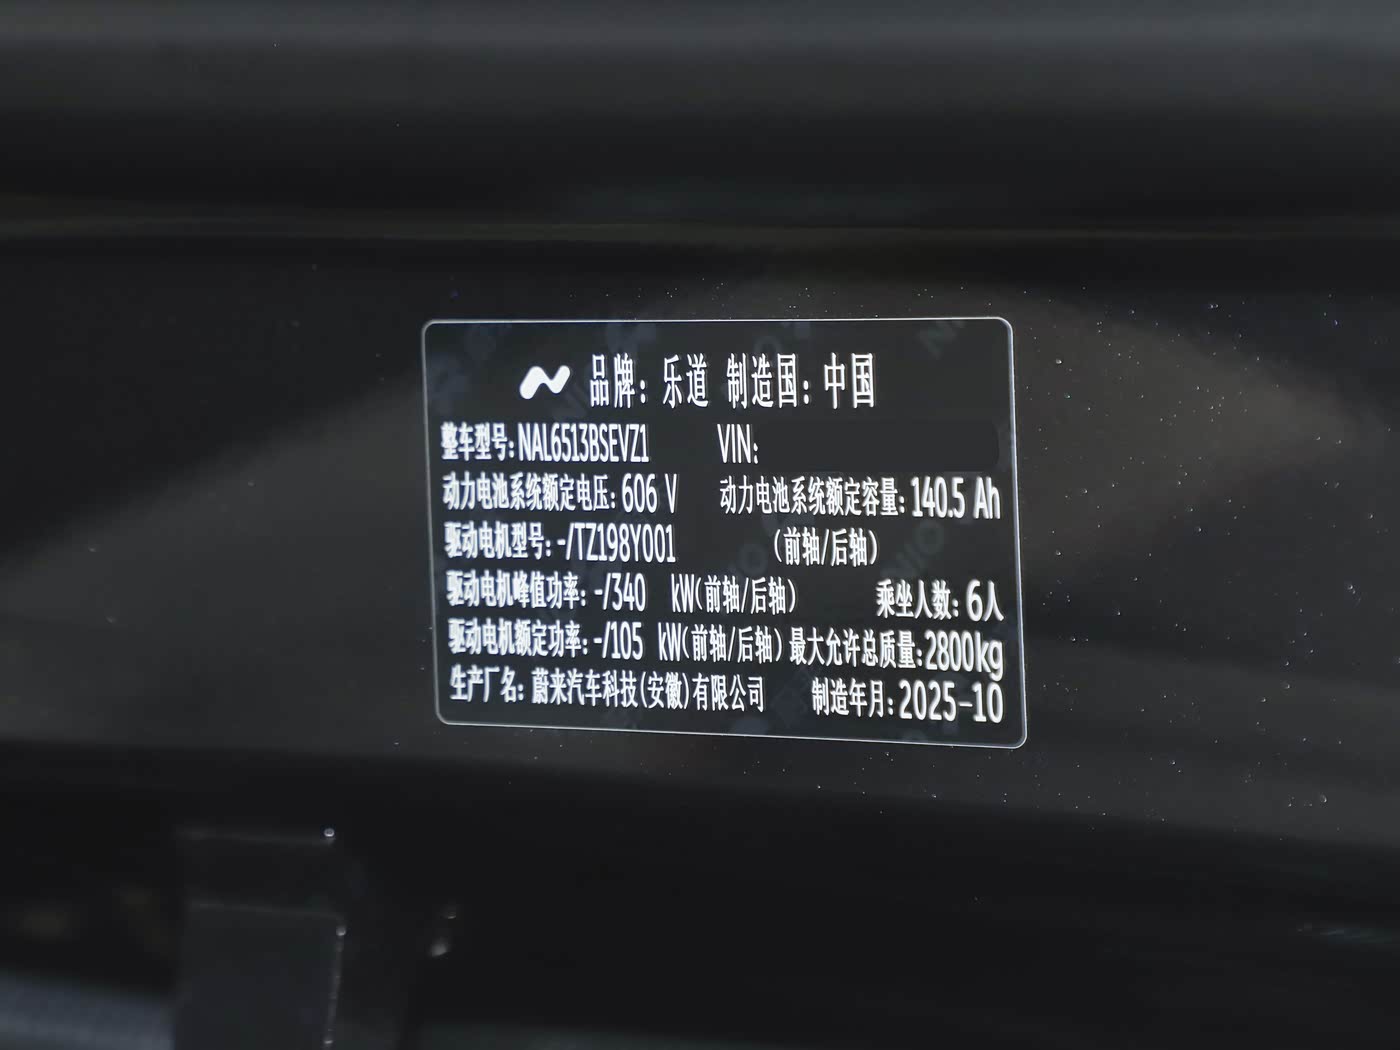 品牌：乐道 制造国：中国
整车型号：NAL6513BSEVZ1 VIN：
动力电池系统额定电压：606 V 动力电池系统额定容量：140.5 Ah
驱动电机型号：-/TZ198Y001 （前轴/后轴）
驱动电机峰值功率：-/340 kW（前轴/后轴） 乘坐人数：6人
驱动电机额定功率：-/105 kW（前轴/后轴）最大允许总质量：2800kg
生产厂名：蔚来汽车科技（安徽）有限公司 制造年月：2025-10